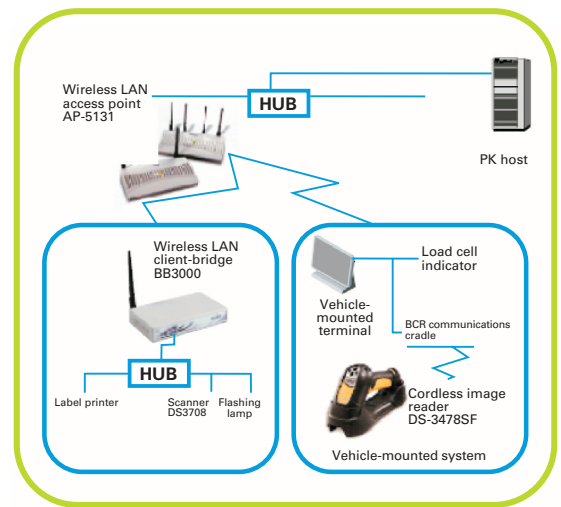 Wireless LAN
access point
AP-5131
HUB
PK host
Wireless LAN
client-bridge
BB3000
HUB
Label printer
Scanner
DS3708
Flashing
lamp
Load cell
indicator
Vehicle-
mounted
terminal
BCR communications
cradle
Cordless image
reader
DS-3478SF
Vehicle-mounted system